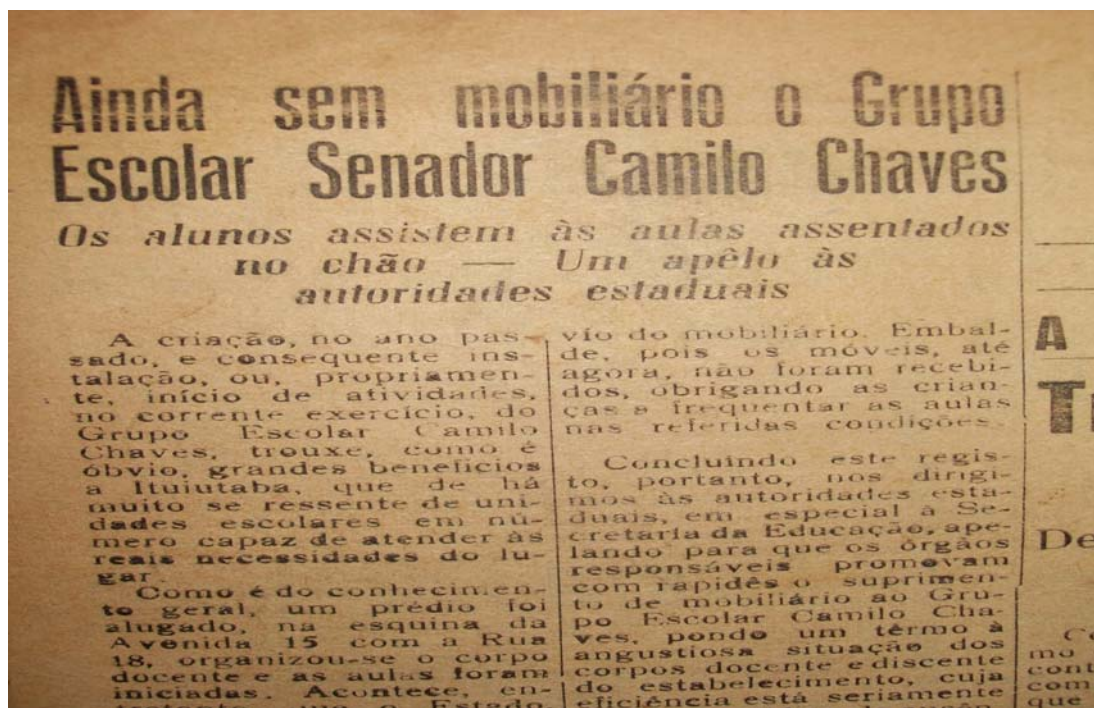 Ainda sem mobiliário o Grupo
Escolar Senador Camilo Chaves
Os alunos assistem às aulas assentados
no chão — Um apêlo às
autoridades estaduais
A criação, no ano pas-
sado, e consequente ins-
talação, ou, propriamen-
te, início de atividades,
no corrente exercício, do
Grupo Escolar Camilo
Chaves, trouxe, como é
óbvio, grandes benefícios
a Ituiutaba, que de há
muito se ressente de uni-
dades escolares em nú-
mero capaz de atender às
reais necessidades do lu-
gar.
Como é do conhecimen-
to geral, um prédio foi
alugado, na esquina da
Avenida 15 com a Rua
18, organizou-se o corpo
docente e as aulas foram
iniciadas. Acontece, en-
tretanto, que o Estado,
vio do mobiliário. Embal-
de, pois os móveis, até
agora, não foram recebi-
dos, obrigando as crian-
ças a frequentar as aulas
nas referidas condições.
Concluindo este regis-
to, portanto, nos dirigi-
mos às autoridades esta-
duais, em especial à Se-
cretaria da Educação, ape-
lando para que os órgãos
responsáveis promovam
com rapidês o suprimen-
to de mobiliário ao Gru-
po Escolar Camilo Cha-
ves, pondo um têrmo à
angustiosa situação dos
corpos docente e discente
do estabelecimento, cuja
eficiência está seriamente
A
T
De
mo
cont
com
que